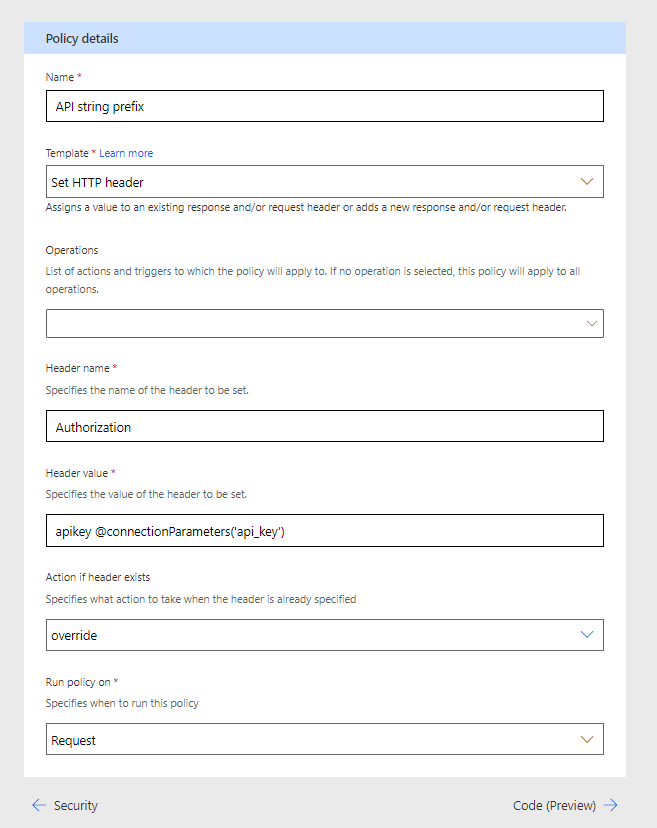 Policy details
Name *
API string prefix
Template * Learn more
Set HTTP header
Assigns a value to an existing response and/or request header or adds a new response and/or request header.
Operations
List of actions and triggers to which the policy will apply to. If no operation is selected, this policy will apply to all
operations.
Header name *
Specifies the name of the header to be set.
Authorization
Header value *
Specifies the value of the header to be set.
apikey @connectionParameters('api_key')
Action if header exists
Specifies what action to take when the header is already specified
override
Run policy on *
Specifies when to run this policy
Request
Security
Code (Preview)